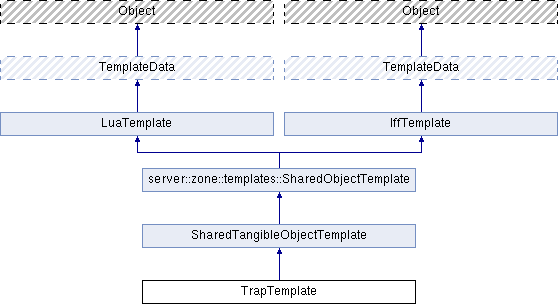 Object Object
TemplateData TemplateData
LuaTemplate IffTemplate
server::zone::templates::SharedObjectTemplate
SharedTangibleObjectTemplate
TrapTemplate